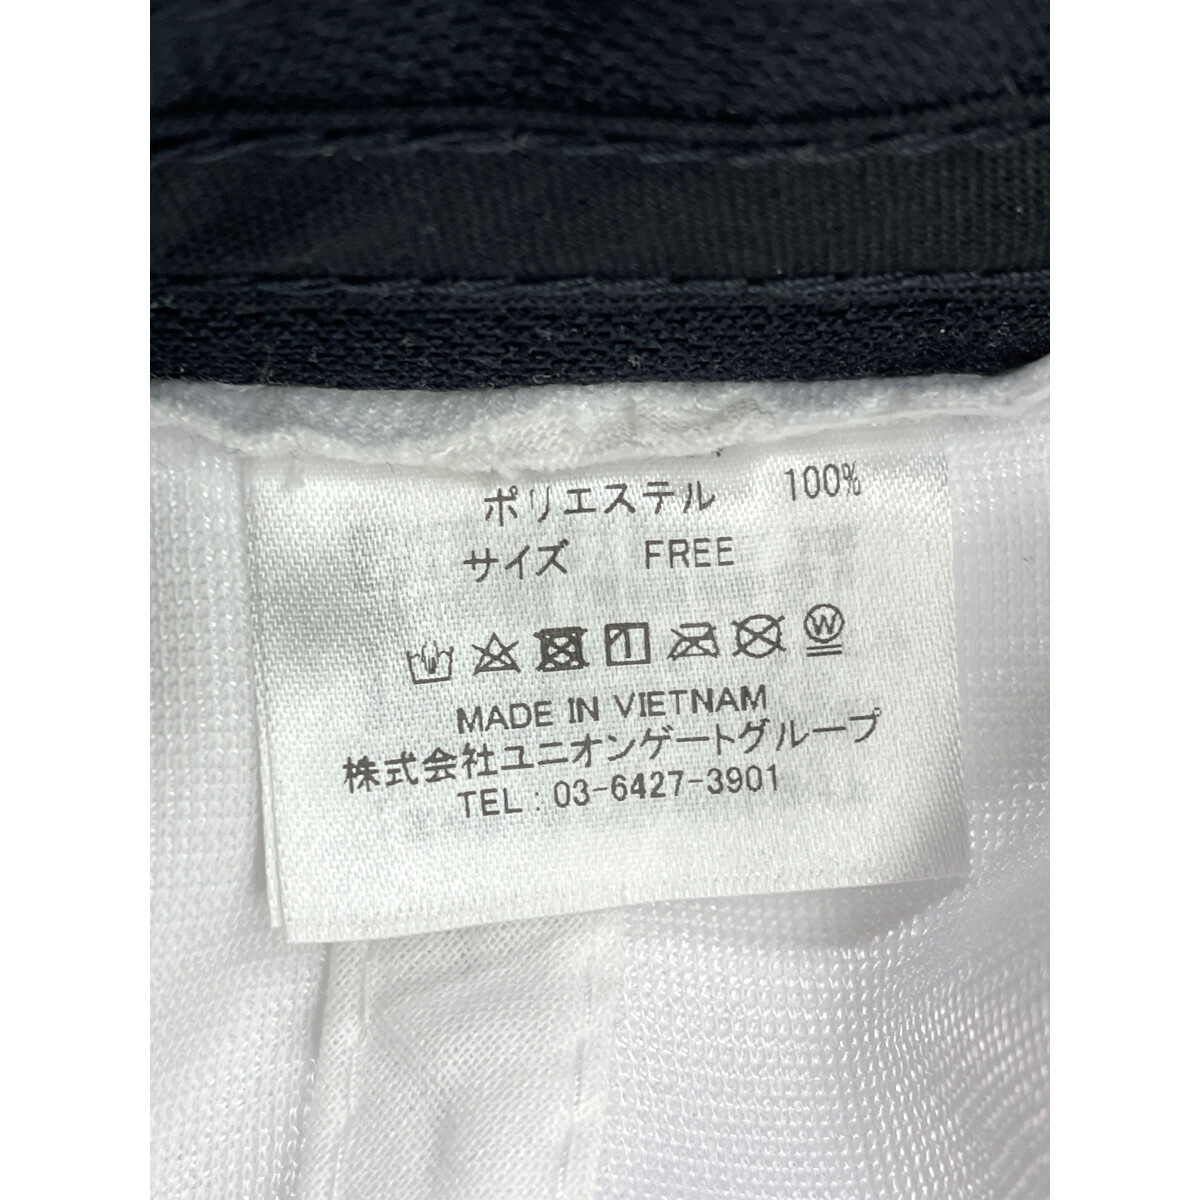 ポリエステル 100%
サイズ FREE
W
MADE IN VIETNAM
株式会社ユニオンゲートグループ
TEL : 03-6427-3901